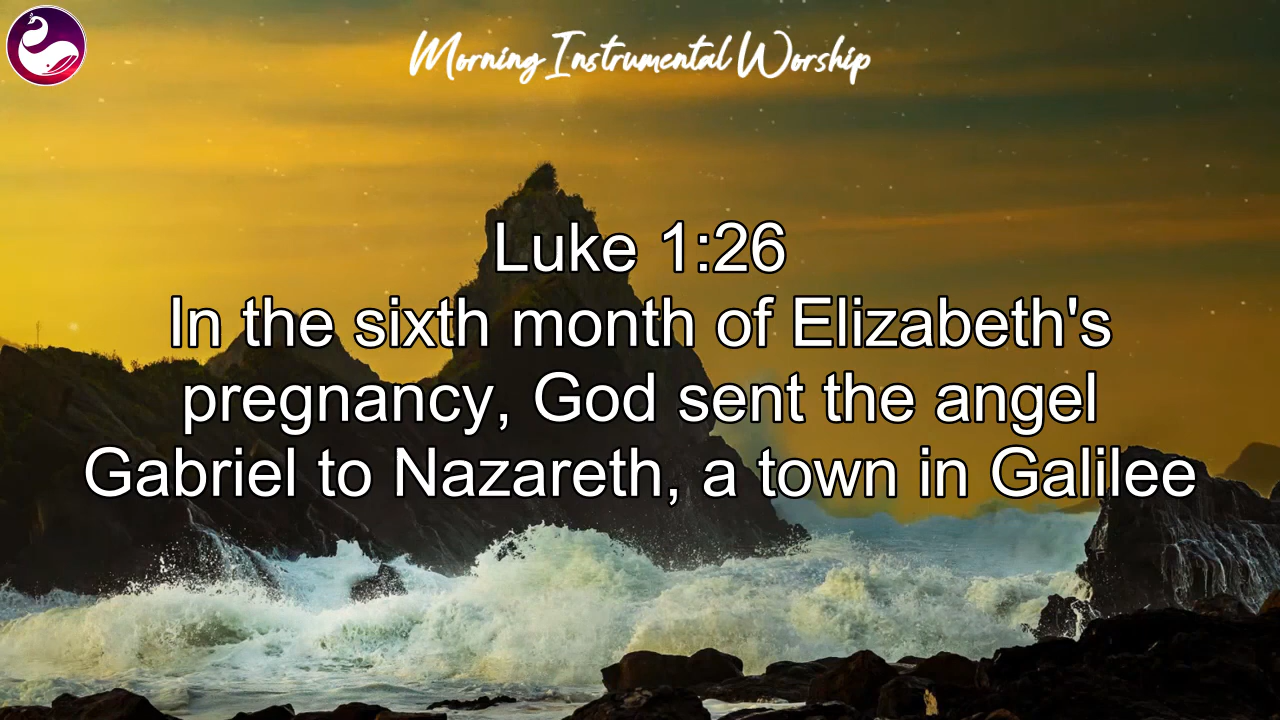 Morning Instrumental Worship
Luke 1:26
In the sixth month of Elizabeth's
pregnancy, God sent the angel
Gabriel to Nazareth, a town in Galilee